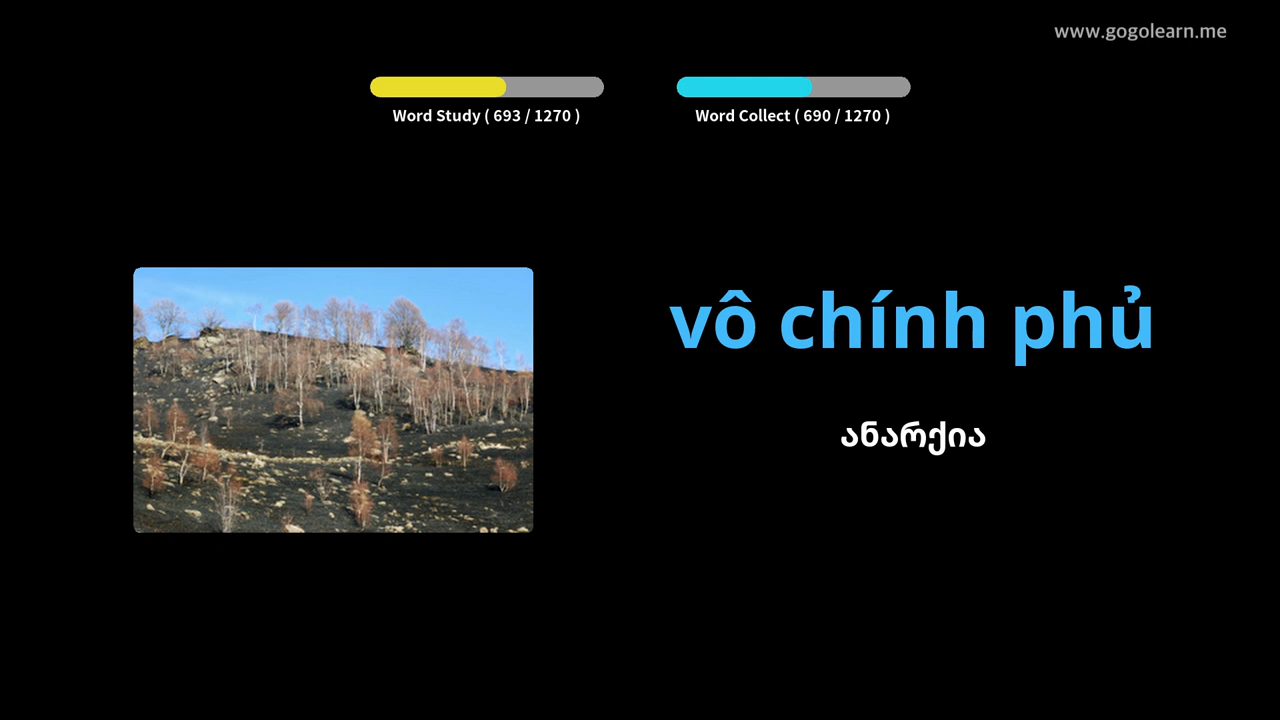 www.gogolearn.me
Word Study ( 693 / 1270 )
Word Collect ( 690 / 1270 )
vô chính phủ
ანარქია